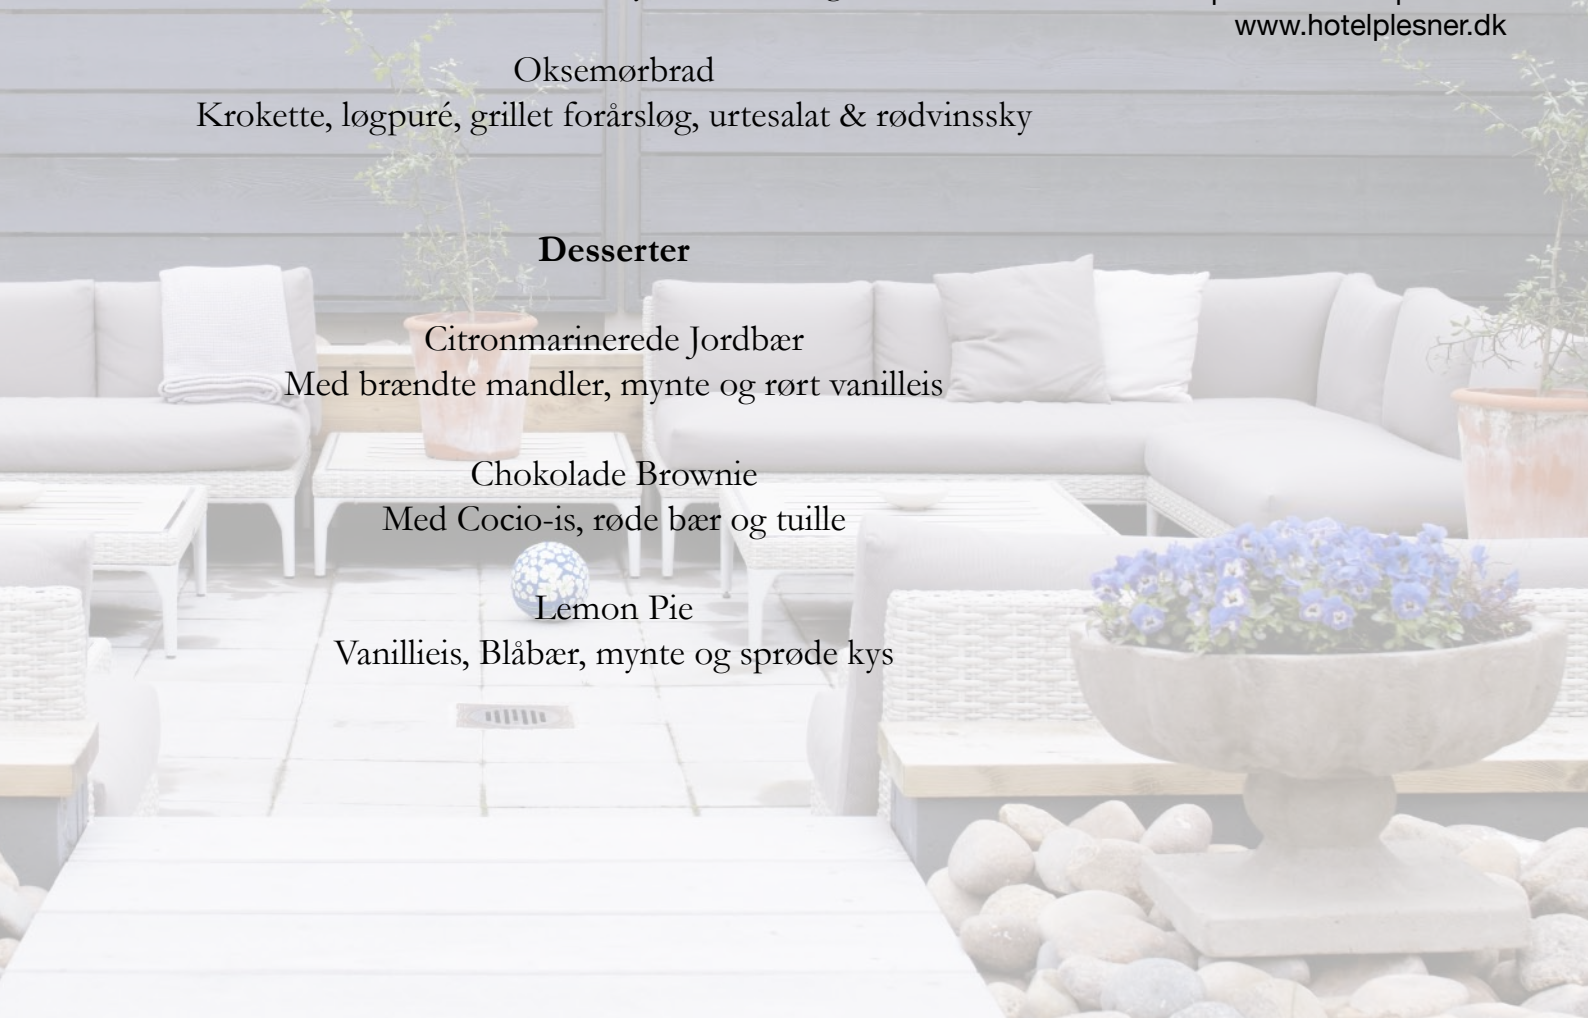 www.hotelplesner.dk
Oksemørbrad
Krokette, løgpuré, grillet forårsløg, urtesalat & rødvinssky
Desserter
Citronmarinerede Jordbær
Med brændte mandler, mynte og rørt vanilleis
Chokolade Brownie
Med Cocio-is, røde bær og tuille
Lemon Pie
Vanillieis, Blåbær, mynte og sprøde kys